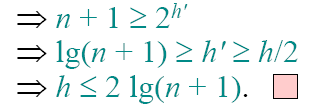 ⇒ n + 1 ≥ 2^h′
⇒ lg(n + 1) ≥ h′ ≥ h/2
⇒ h ≤ 2 lg(n + 1).